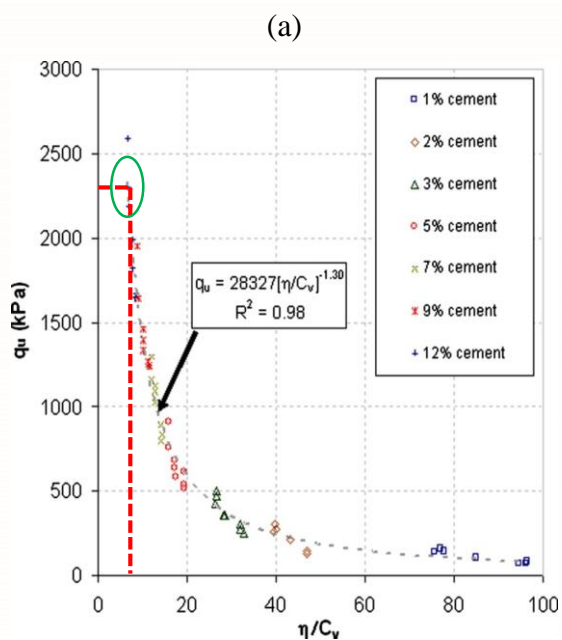 (a)
3000
2500
2000
1500
1000
500
0
qu (kPa)
1% cement
2% cement
3% cement
5% cement
7% cement
9% cement
12% cement
qu = 28327[η/Cv]-1.30
R2 = 0.98
0 20 40 60 80 100
η/Cv